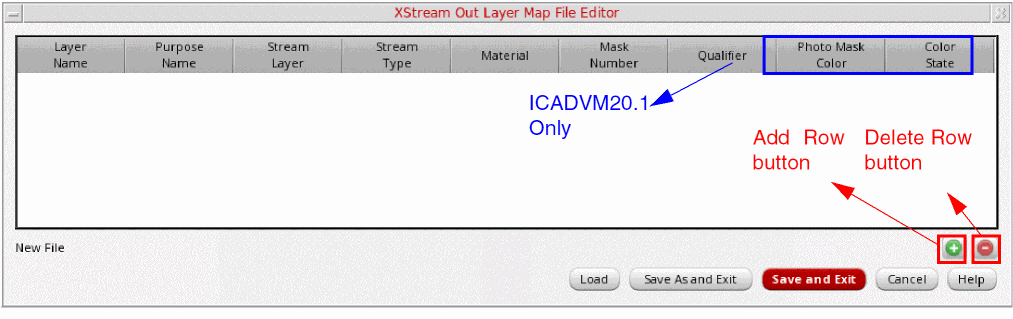 XStream Out Layer Map File Editor
Layer Name
Purpose Name
Stream Layer
Stream Type
Material
Mask Number
Qualifier
Photo Mask Color
Color State
ICADVM20.1
Only
Add Row
button
Delete Row
button
New File
Load
Save As and Exit
Save and Exit
Cancel
Help